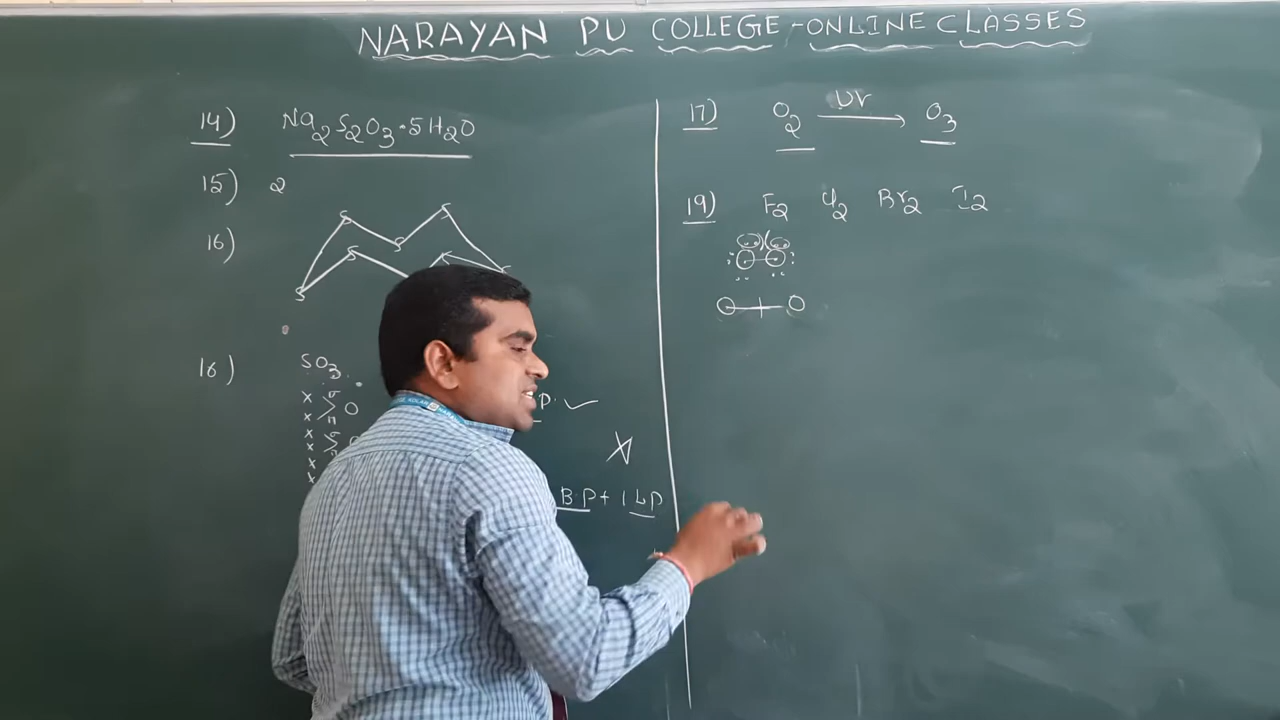 NARAYAN PU COLLEGE - ONLINE CLASSES
14) Na2S2O3·5H2O
15) 2
16)
S S S S S
16) SO3
σ
π O
σ
P. ✓
B.P + 1 LP
17) O2 UV → O3
19) F2 Cl2 Br2 I2